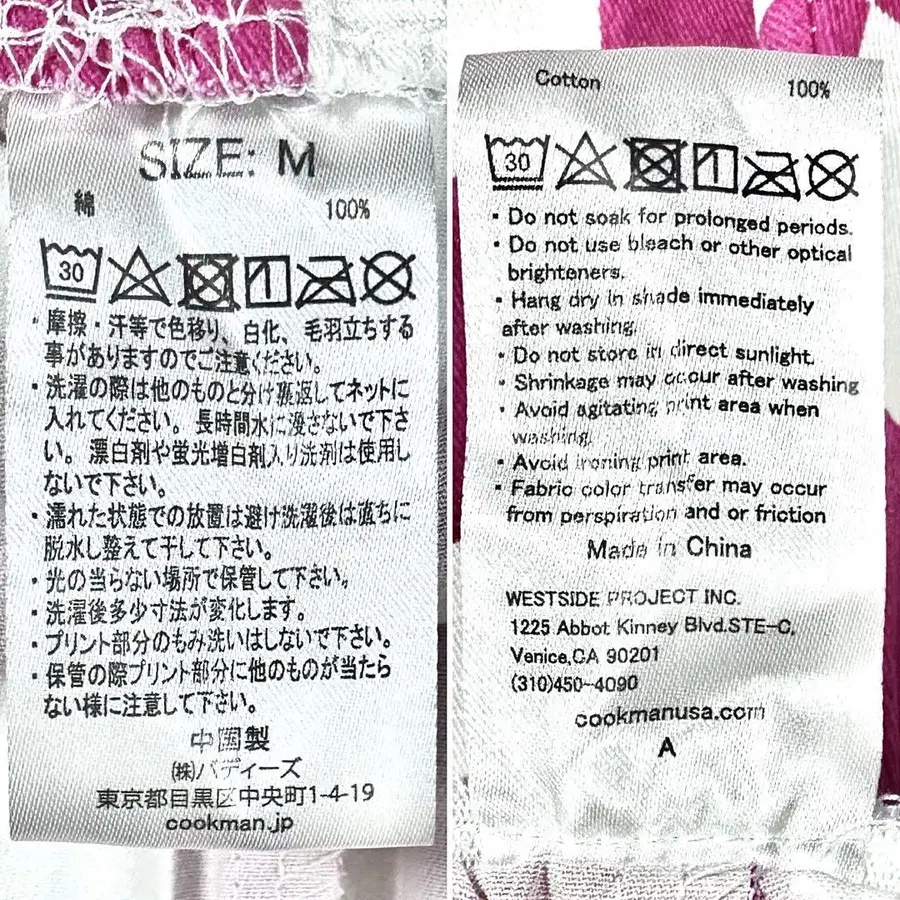 SIZE: M
綿 100%
30
・摩擦・汗等で色移り、白化、毛羽立ちする
事がありますのでご注意ください。
・洗濯の際は他のものと分け裏返してネットに
入れてください。長時間水に浸さないで下さ
い。漂白剤や蛍光増白剤入り洗剤は使用し
ないで下さい。
・濡れた状態での放置は避け洗濯後は直ちに
脱水し整えて干して下さい。
・光の当らない場所で保管して下さい。
・洗濯後多少寸法が変化します。
・プリント部分のもみ洗いはしないで下さい。
・保管の際プリント部分に他のものが当たら
ない様に注意して下さい。
中国製
㈱バディーズ
東京都目黒区中央町1-4-19
cookman.jp
Cotton 100%
30
・Do not soak for prolonged periods.
・Do not use bleach or other optical
brighteners.
・Hang dry in shade immediately
after washing.
・Do not store in direct sunlight.
・Shrinkage may occur after washing
・Avoid agitating print area when
washing.
・Avoid ironing print area.
・Fabric color transfer may occur
from perspiration and or friction
Made in China
WESTSIDE PROJECT INC.
1225 Abbot Kinney Blvd.STE-C,
Venice,CA 90201
(310)450-4090
cookmanusa.com
A